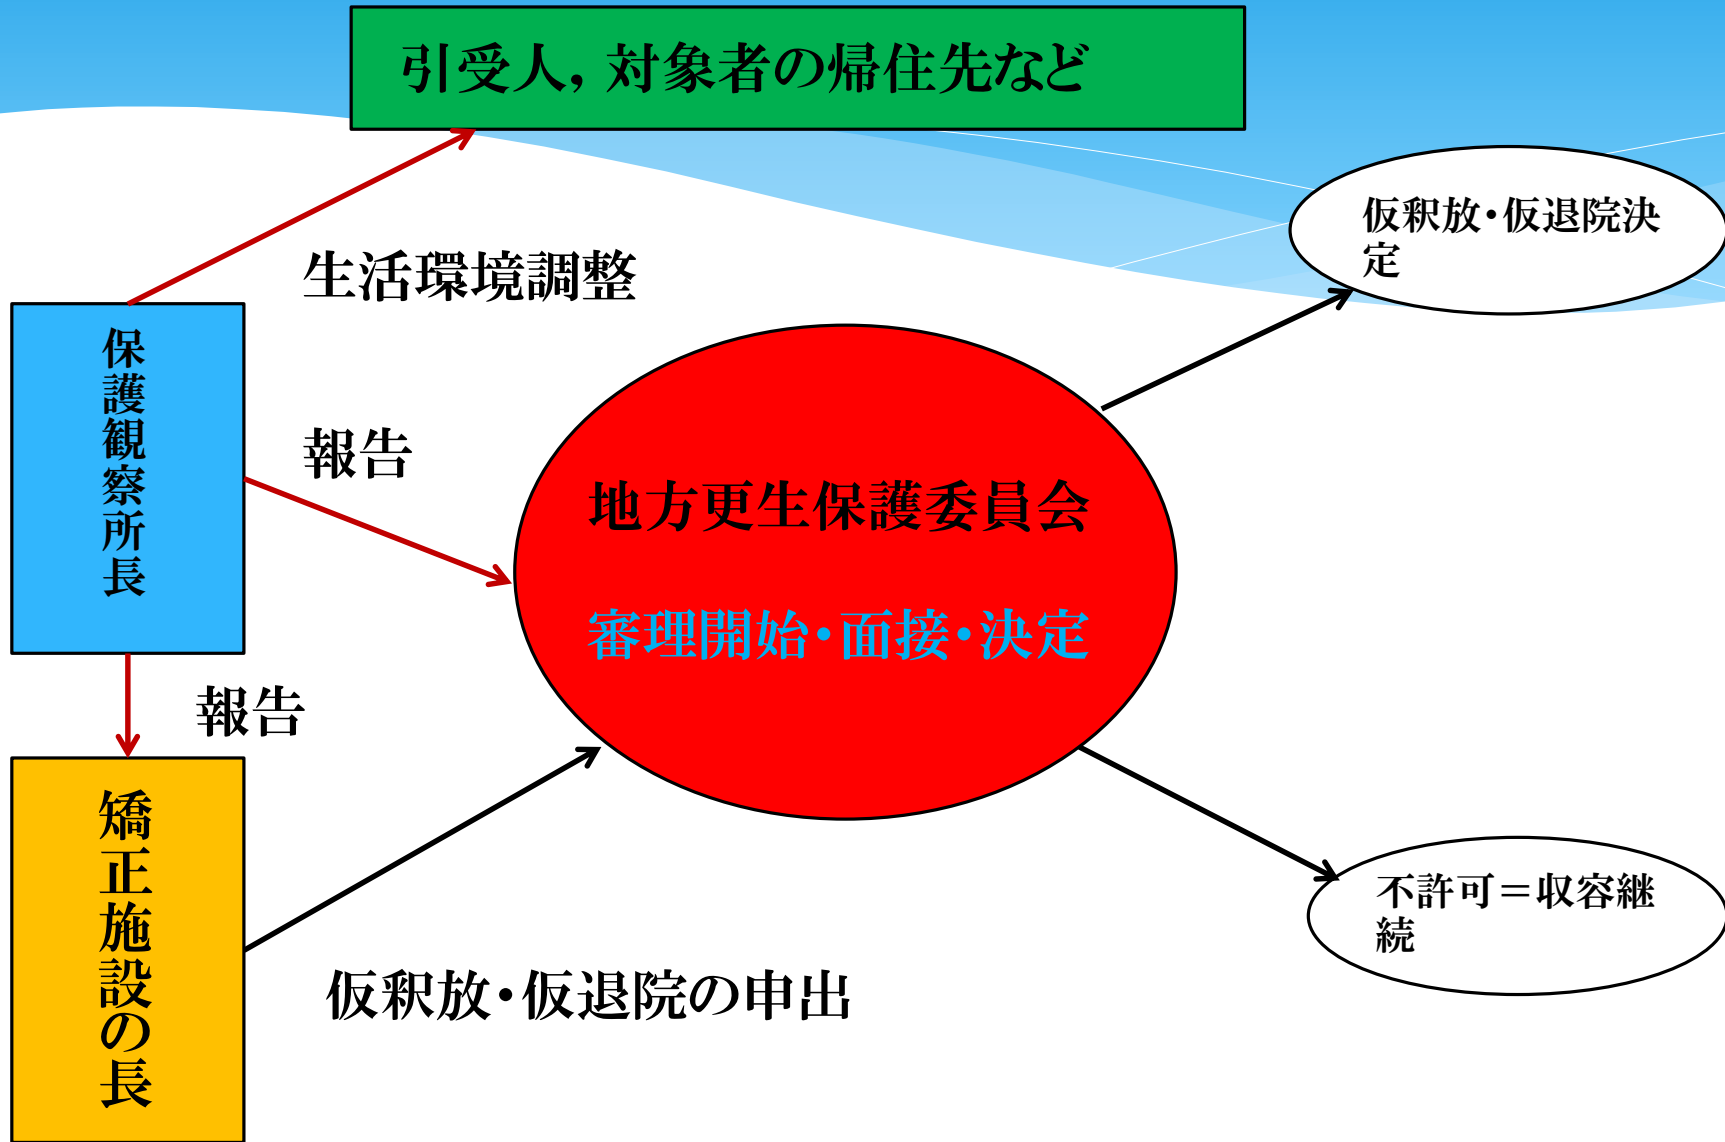 引受人，対象者の帰住先など
生活環境調整
仮釈放・仮退院決
定
保護観察所長
報告
地方更生保護委員会
審理開始・面接・決定
報告
矯正施設の長
仮釈放・仮退院の申出
不許可＝収容継
続